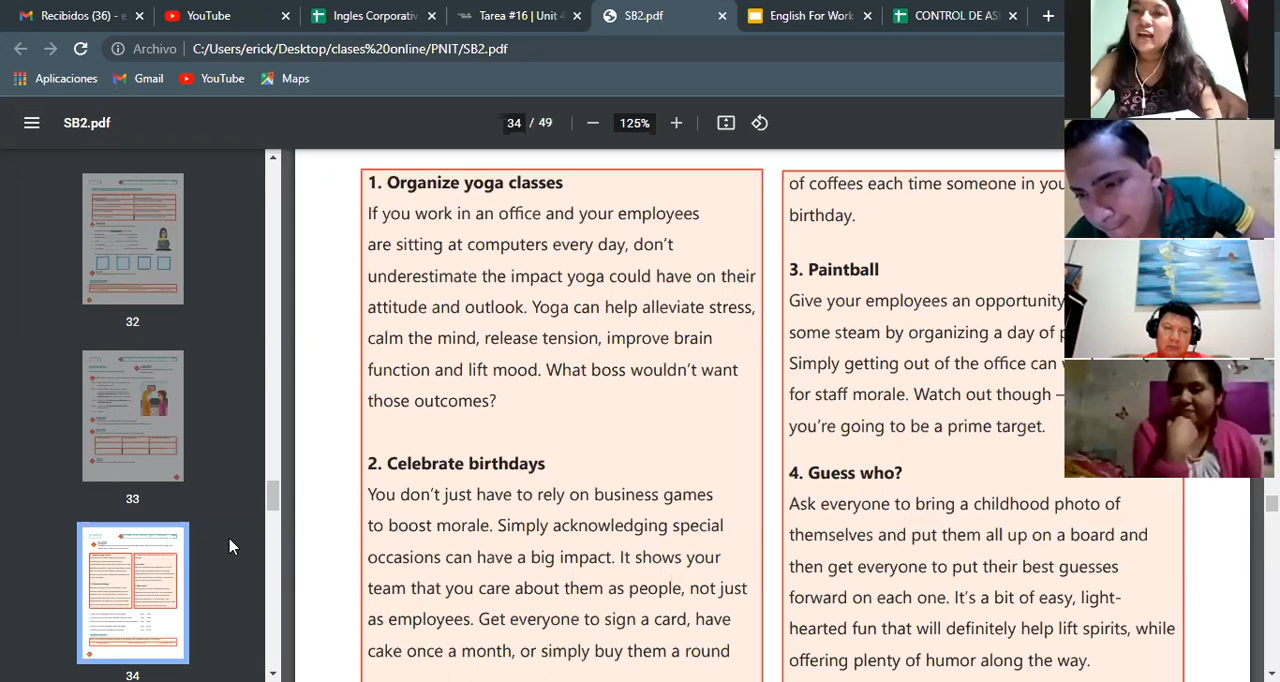 Recibidos (36) - e
YouTube
Ingles Corporativ
Tarea #16 | Unit
SB2.pdf
English For Work
CONTROL DE AS
Archivo
C:/Users/erick/Desktop/clases%20online/PNIT/SB2.pdf
Aplicaciones
Gmail
YouTube
Maps
SB2.pdf
34 / 49
125%
32
33
34
1. Organize yoga classes
If you work in an office and your employees
are sitting at computers every day, don't
underestimate the impact yoga could have on their
attitude and outlook. Yoga can help alleviate stress,
calm the mind, release tension, improve brain
function and lift mood. What boss wouldn't want
those outcomes?
2. Celebrate birthdays
You don't just have to rely on business games
to boost morale. Simply acknowledging special
occasions can have a big impact. It shows your
team that you care about them as people, not just
as employees. Get everyone to sign a card, have
cake once a month, or simply buy them a round
of coffees each time someone in you
birthday.
3. Paintball
Give your employees an opportunity
some steam by organizing a day of p
Simply getting out of the office can
for staff morale. Watch out though –
you're going to be a prime target.
4. Guess who?
Ask everyone to bring a childhood photo of
themselves and put them all up on a board and
then get everyone to put their best guesses
forward on each one. It's a bit of easy, light-
hearted fun that will definitely help lift spirits, while
offering plenty of humor along the way.